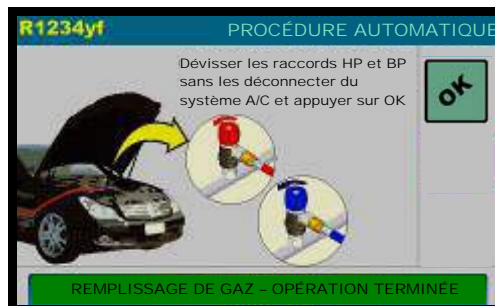 R1234yf
PROCÉDURE AUTOMATIQUE
Dévisser les raccords HP et BP
sans les déconnecter du
système A/C et appuyer sur OK
OK
REMPLISSAGE DE GAZ – OPÉRATION TERMINÉE